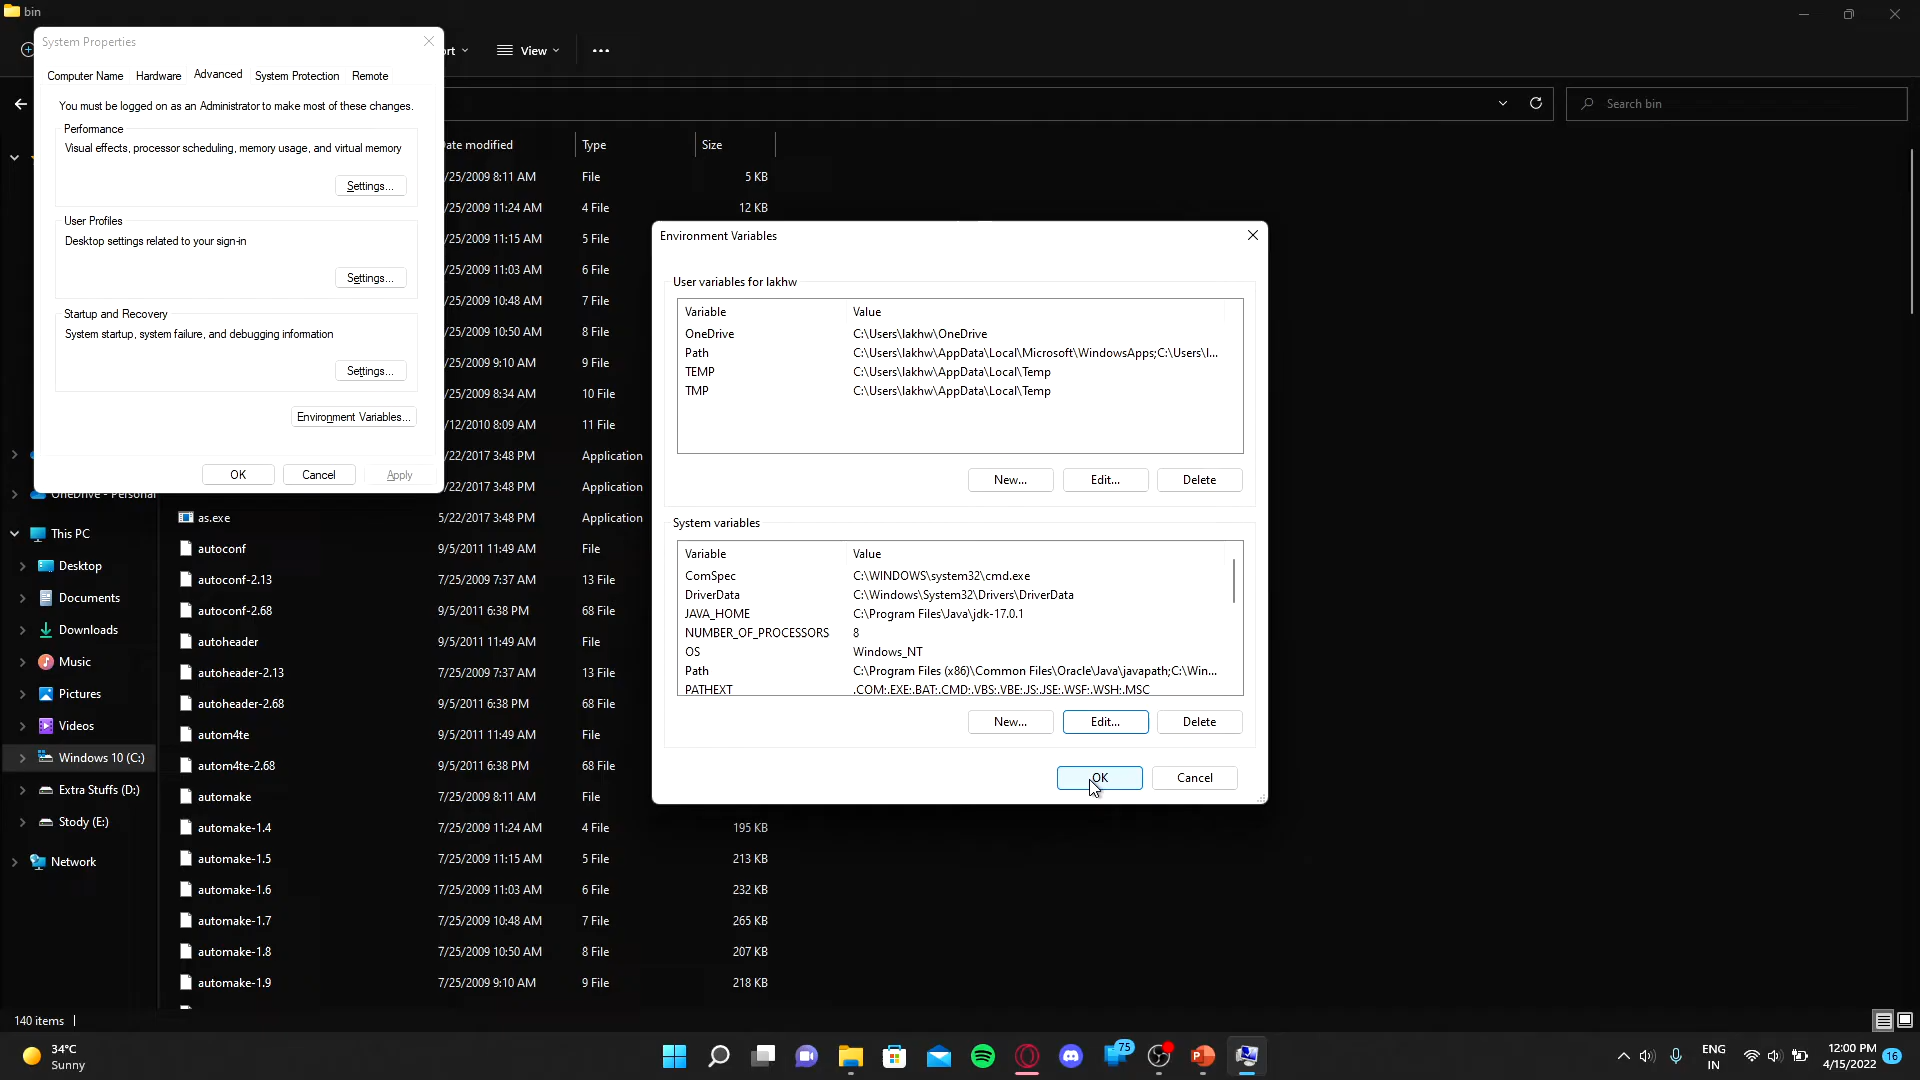 bin
System Properties
Computer Name Hardware Advanced System Protection Remote
You must be logged on as an Administrator to make most of these changes.
Performance
Visual effects, processor scheduling, memory usage, and virtual memory
Settings...
User Profiles
Desktop settings related to your sign-in
Settings...
Startup and Recovery
System startup, system failure, and debugging information
Settings...
Environment Variables...
OK Cancel Apply
View
Search bin
Type Size
/25/2009 8:11 AM File 5 KB
/25/2009 11:24 AM 4 File 12 KB
/25/2009 11:15 AM 5 File
/25/2009 11:03 AM 6 File
/25/2009 10:48 AM 7 File
/25/2009 10:50 AM 8 File
/25/2009 9:10 AM 9 File
/25/2009 8:34 AM 10 File
/12/2010 8:09 AM 11 File
/22/2017 3:48 PM Application
/22/2017 3:48 PM Application
as.exe 5/22/2017 3:48 PM Application
autoconf 9/5/2011 11:49 AM File
autoconf-2.13 7/25/2009 7:37 AM 13 File
autoconf-2.68 9/5/2011 6:38 PM 68 File
autoheader 9/5/2011 11:49 AM File
autoheader-2.13 7/25/2009 7:37 AM 13 File
autoheader-2.68 9/5/2011 6:38 PM 68 File
autom4te 9/5/2011 11:49 AM File
autom4te-2.68 9/5/2011 6:38 PM 68 File
automake 7/25/2009 8:11 AM File
automake-1.4 7/25/2009 11:24 AM 4 File 195 KB
automake-1.5 7/25/2009 11:15 AM 5 File 213 KB
automake-1.6 7/25/2009 11:03 AM 6 File 232 KB
automake-1.7 7/25/2009 10:48 AM 7 File 265 KB
automake-1.8 7/25/2009 10:50 AM 8 File 207 KB
automake-1.9 7/25/2009 9:10 AM 9 File 218 KB
OneDrive - Personal
This PC
Desktop
Documents
Downloads
Music
Pictures
Videos
Windows 10 (C:)
Extra Stuffs (D:)
Stody (E:)
Network
Environment Variables
User variables for lakhw
Variable Value
OneDrive C:\Users\lakhw\OneDrive
Path C:\Users\lakhw\AppData\Local\Microsoft\WindowsApps;C:\Users\l...
TEMP C:\Users\lakhw\AppData\Local\Temp
TMP C:\Users\lakhw\AppData\Local\Temp
New... Edit... Delete
System variables
Variable Value
ComSpec C:\WINDOWS\system32\cmd.exe
DriverData C:\Windows\System32\Drivers\DriverData
JAVA_HOME C:\Program Files\Java\jdk-17.0.1
NUMBER_OF_PROCESSORS 8
OS Windows_NT
Path C:\Program Files (x86)\Common Files\Oracle\Java\javapath;C:\Win...
PATHEXT .COM;.EXE;.BAT;.CMD;.VBS;.VBE;.JS;.JSE;.WSF;.WSH;.MSC
New... Edit... Delete
OK Cancel
140 items
34°C
Sunny
75
ENG
IN
12:00 PM
4/15/2022
16